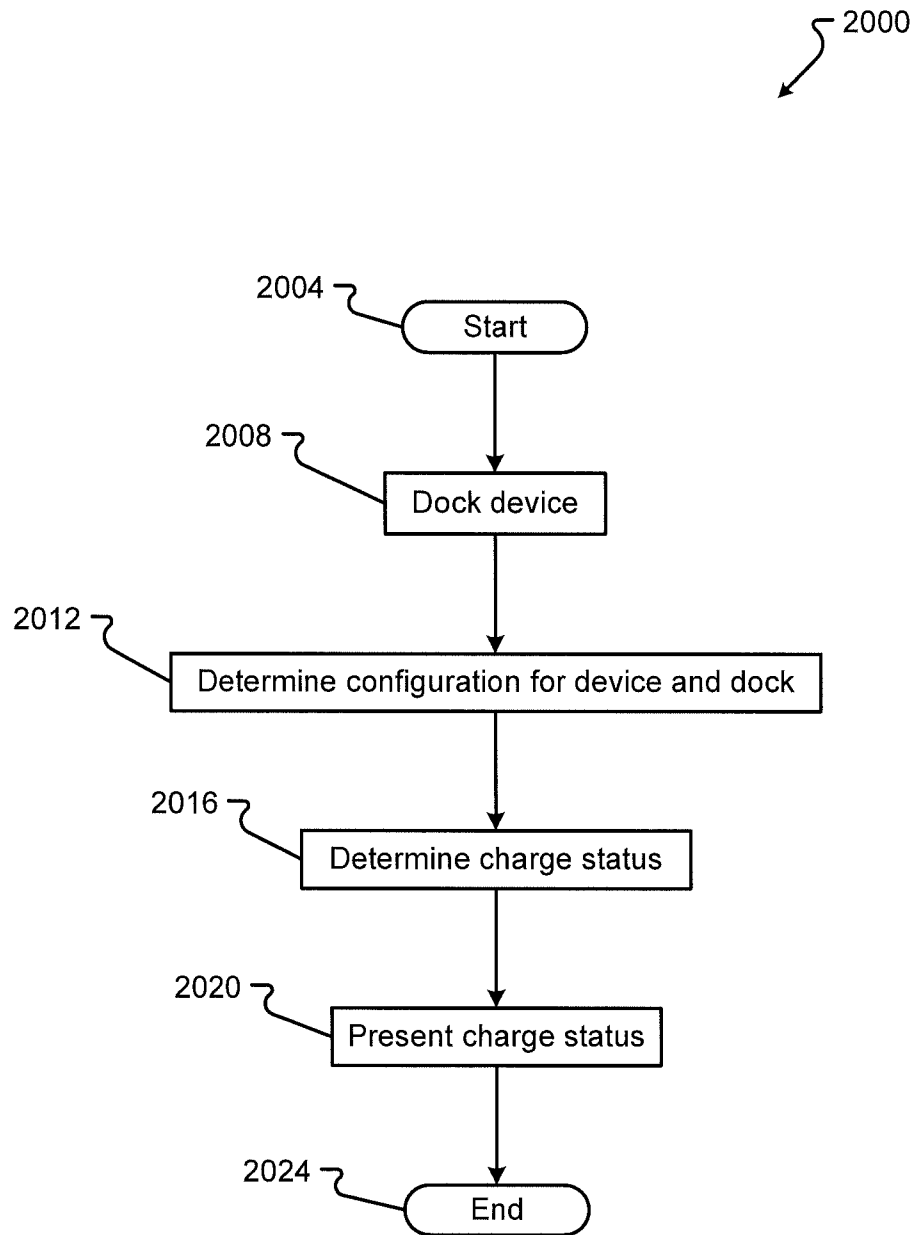 2000
2004
Start
2008
Dock device
2012
Determine configuration for device and dock
2016
Determine charge status
2020
Present charge status
2024
End